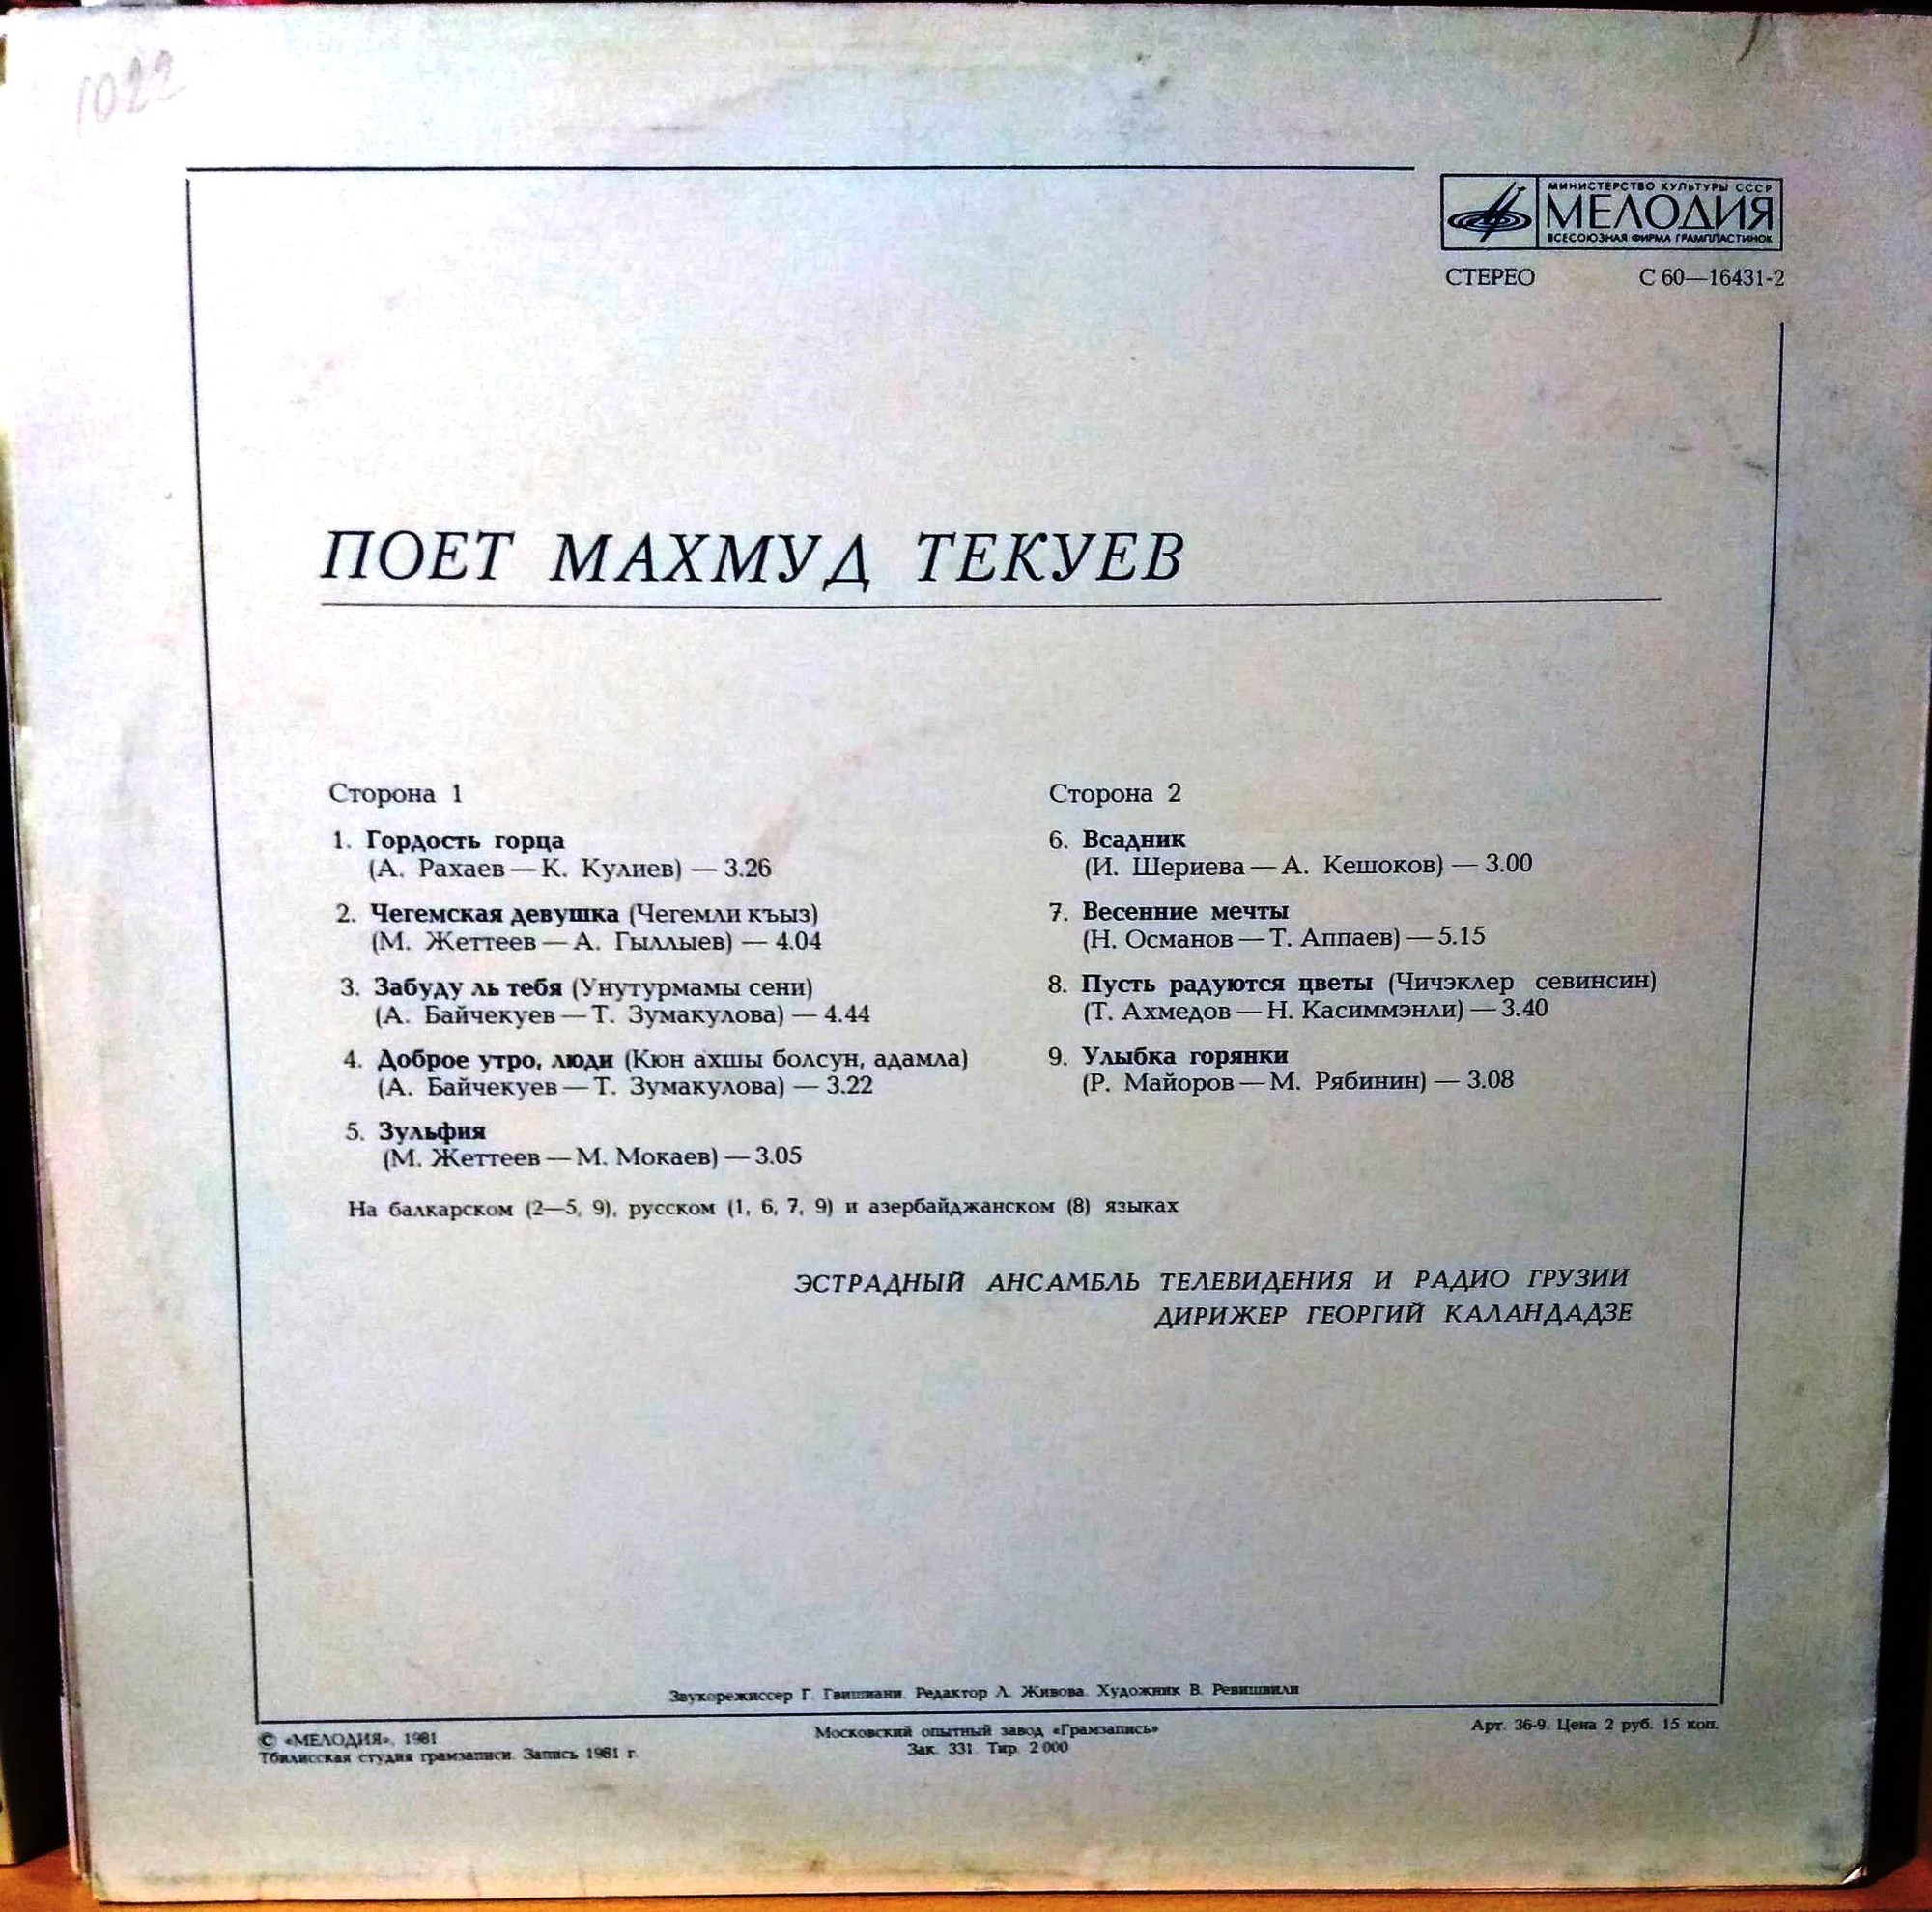 1022
МИНИСТЕРСТВО КУЛЬТУРЫ СССР
МЕЛОДИЯ
ВСЕСОЮЗНАЯ ФИРМА ГРАМПЛАСТИНОК
СТЕРЕО С 60—16431-2
ПОЕТ МАХМУД ТЕКУЕВ
Сторона 1
1. Гордость горца
(А. Рахаев — К. Кулиев) — 3.26
2. Чегемская девушка (Чегемли къыз)
(М. Жеттеев — А. Гыллыев) — 4.04
3. Забуду ль тебя (Унутурмамы сени)
(А. Байчекуев — Т. Зумакулова) — 4.44
4. Доброе утро, люди (Кюн ахшы болсун, адамла)
(А. Байчекуев — Т. Зумакулова) — 3.22
5. Зульфия
(М. Жеттеев — М. Мокаев) — 3.05
Сторона 2
6. Всадник
(И. Шериева — А. Кешоков) — 3.00
7. Весенние мечты
(Н. Османов — Т. Аппаев) — 5.15
8. Пусть радуются цветы (Чичэклер севинсин)
(Т. Ахмедов — Н. Касиммэнли) — 3.40
9. Улыбка горянки
(Р. Майоров — М. Рябинин) — 3.08
На балкарском (2—5, 9), русском (1, 6, 7, 9) и азербайджанском (8) языках
ЭСТРАДНЫЙ АНСАМБЛЬ ТЕЛЕВИДЕНИЯ И РАДИО ГРУЗИИ
ДИРИЖЕР ГЕОРГИЙ КАЛАНДАДЗЕ
Звукорежиссер Г. Гвишиани. Редактор Л. Живова. Художник В. Ревишвили
© «МЕЛОДИЯ», 1981
Тбилисская студия грамзаписи. Запись 1981 г.
Московский опытный завод «Грамзапись»
Зак. 331. Тир. 2 000
Арт. 36-9. Цена 2 руб. 15 коп.